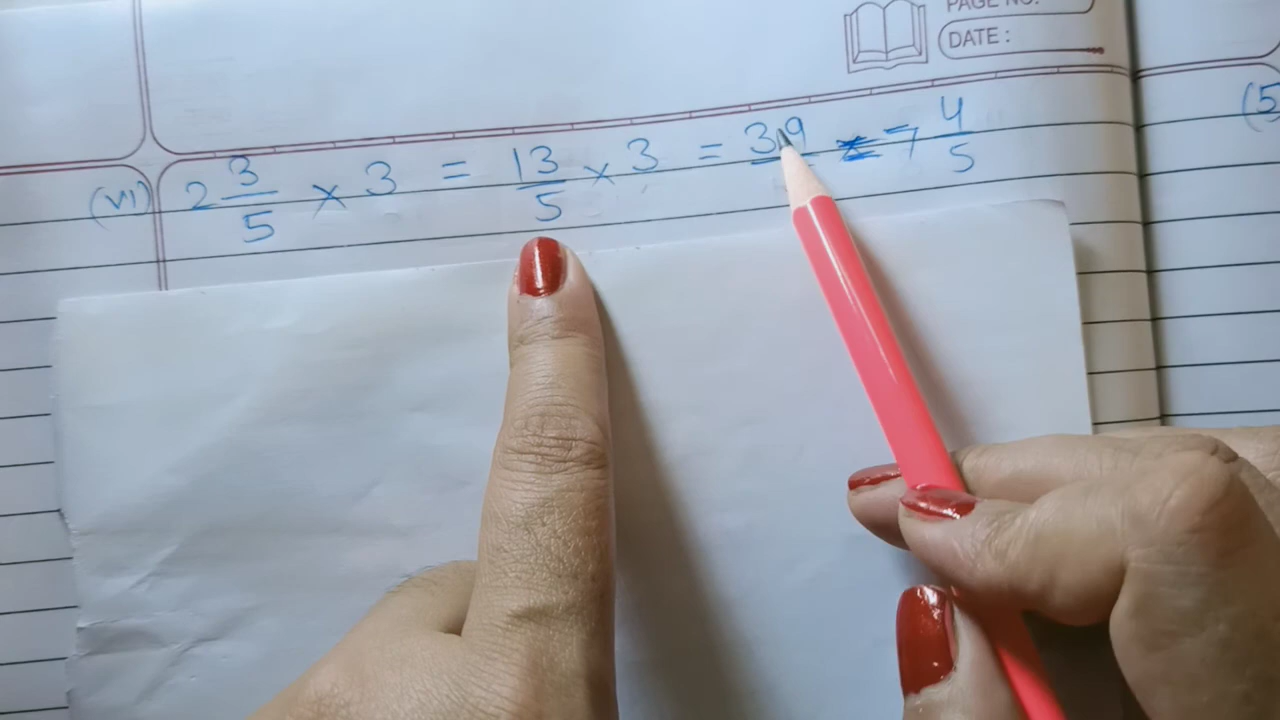 PAGE NO.
DATE :
(VI) 2 3/5 × 3 = 13/5 × 3 = 39 = 7 4/5
(5